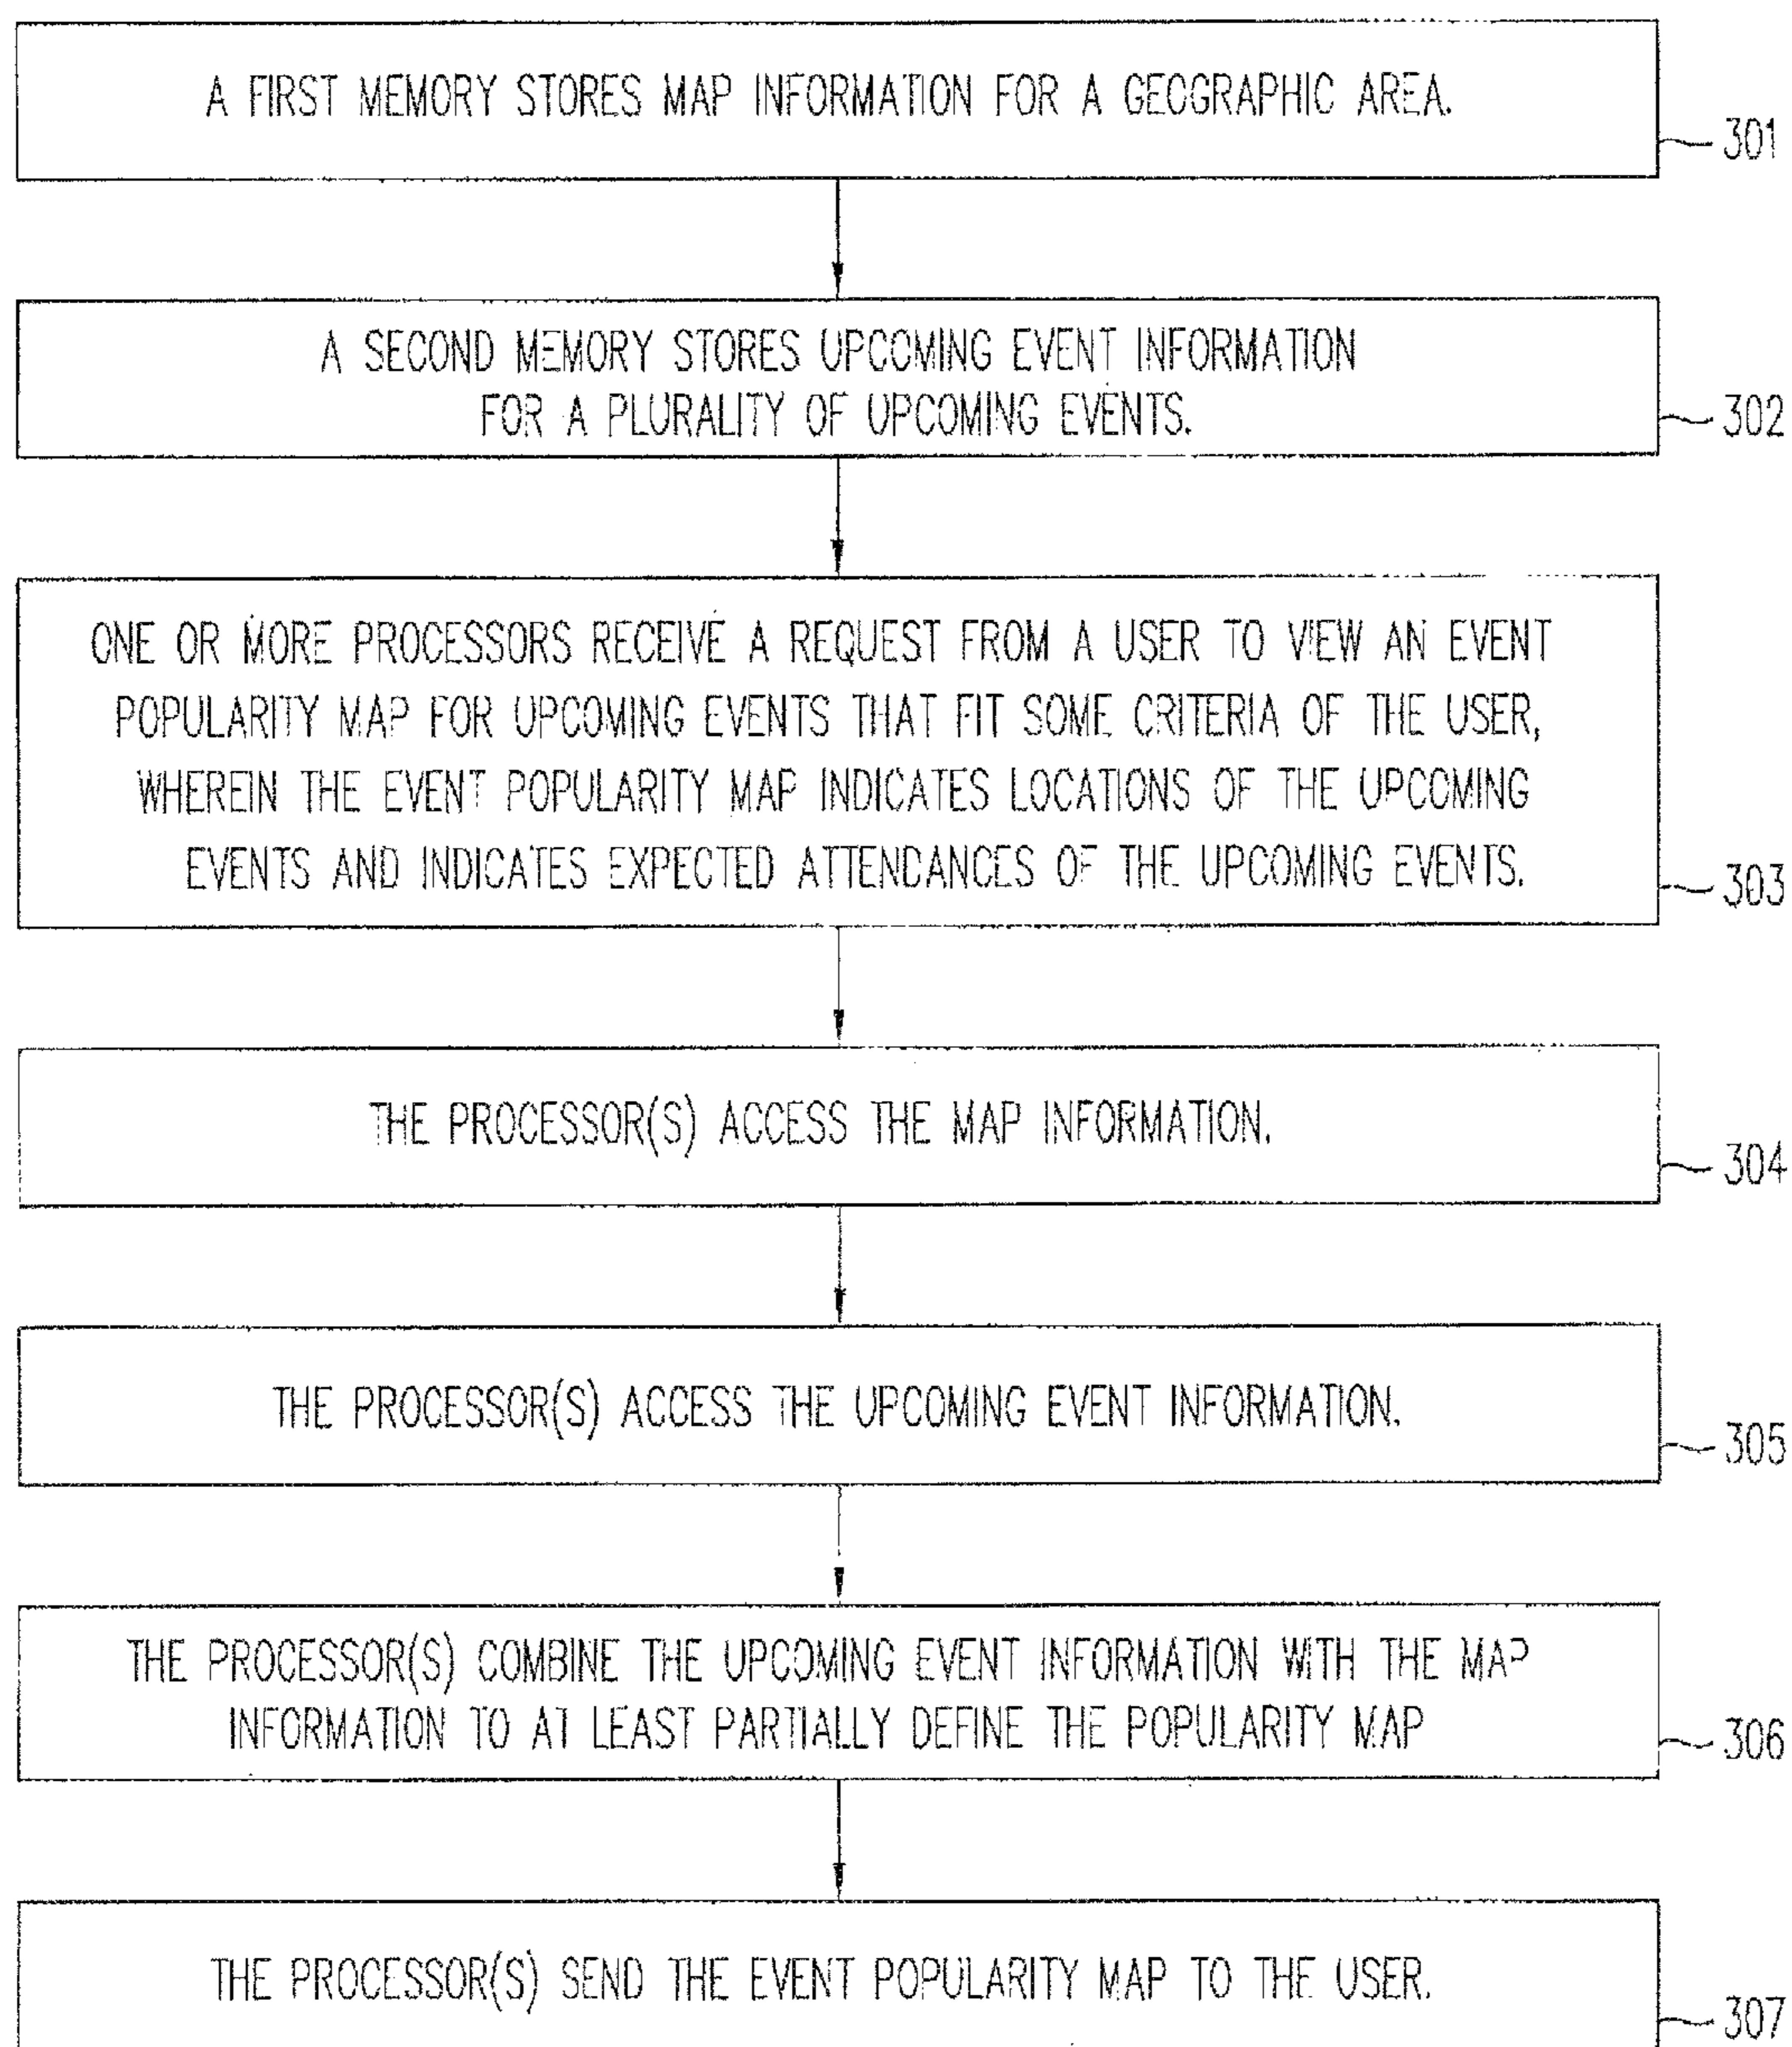 A FIRST MEMORY STORES MAP INFORMATION FOR A GEOGRAPHIC AREA.
301
A SECOND MEMORY STORES UPCOMING EVENT INFORMATION
FOR A PLURALITY OF UPCOMING EVENTS.
302
ONE OR MORE PROCESSORS RECEIVE A REQUEST FROM A USER TO VIEW AN EVENT
POPULARITY MAP FOR UPCOMING EVENTS THAT FIT SOME CRITERIA OF THE USER,
WHEREIN THE EVENT POPULARITY MAP INDICATES LOCATIONS OF THE UPCOMING
EVENTS AND INDICATES EXPECTED ATTENDANCES OF THE UPCOMING EVENTS.
303
THE PROCESSOR(S) ACCESS THE MAP INFORMATION.
304
THE PROCESSOR(S) ACCESS THE UPCOMING EVENT INFORMATION.
305
THE PROCESSOR(S) COMBINE THE UPCOMING EVENT INFORMATION WITH THE MAP
INFORMATION TO AT LEAST PARTIALLY DEFINE THE POPULARITY MAP
306
THE PROCESSOR(S) SEND THE EVENT POPULARITY MAP TO THE USER.
307